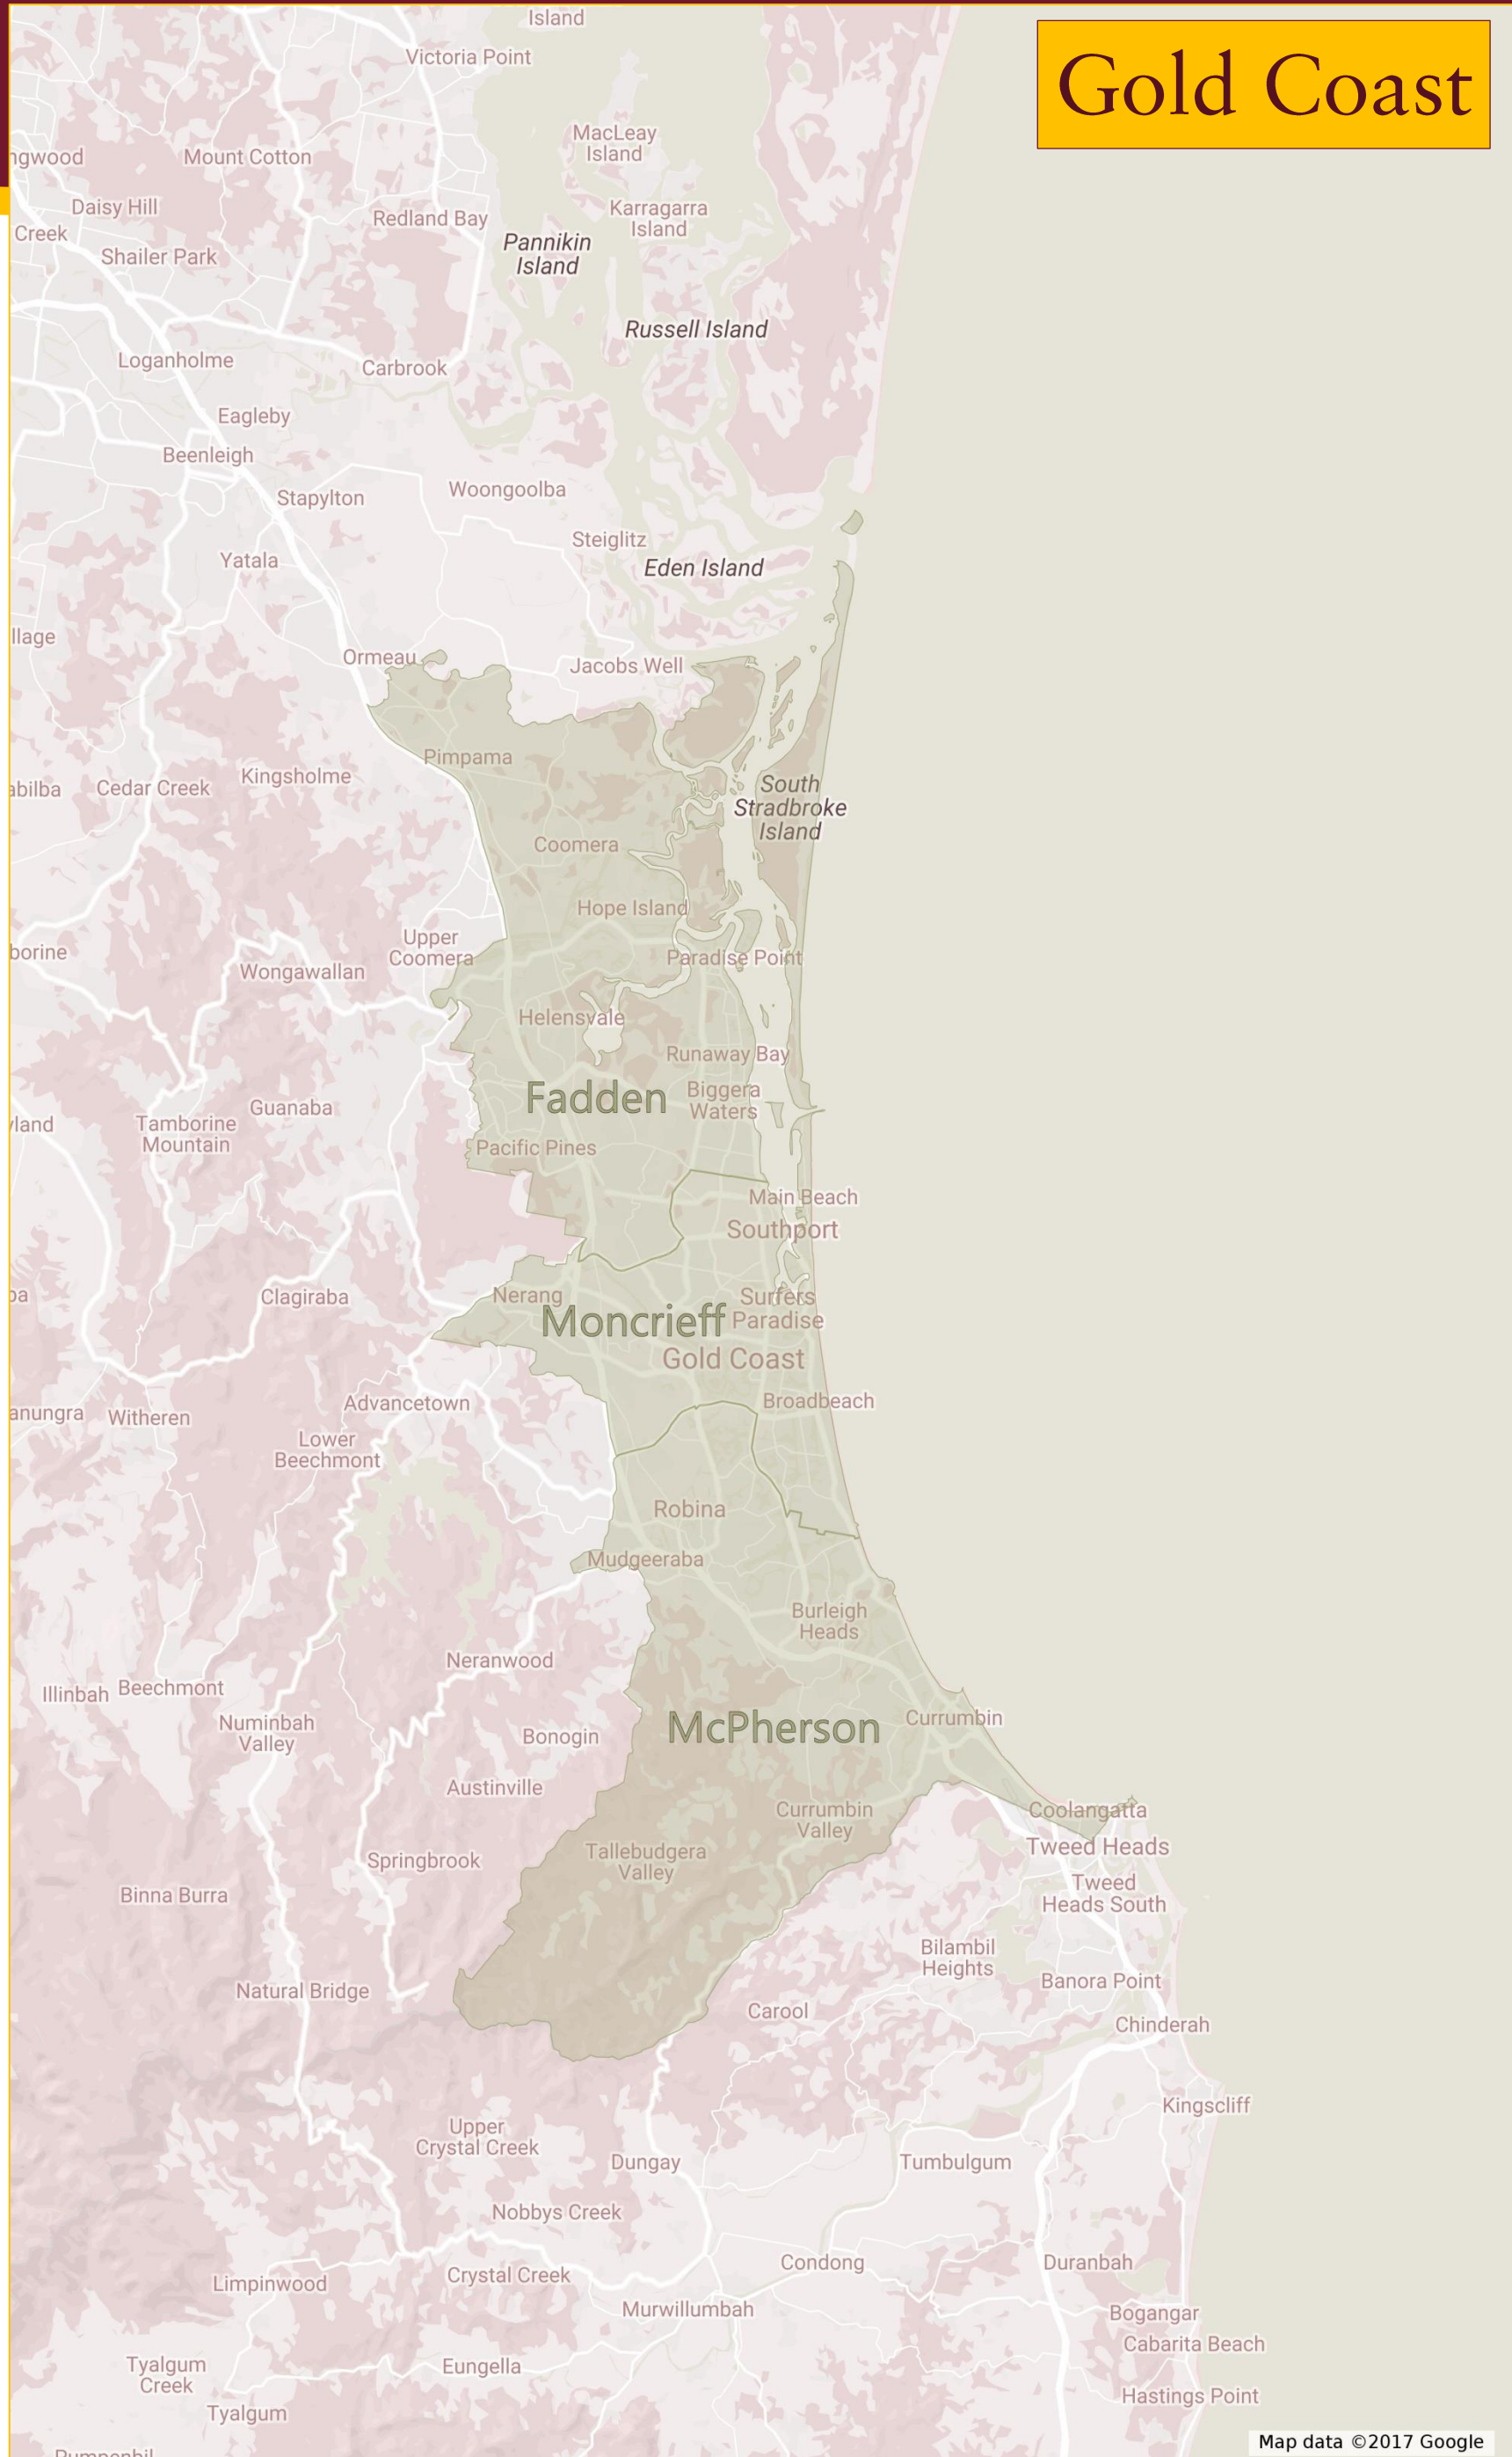 Island
Victoria Point
Gold Coast
MacLeay
Island
ngwood
Mount Cotton
Daisy Hill
Redland Bay
Karragarra
Island
Creek
Shailer Park
Pannikin
Island
Russell Island
Loganholme
Carbrook
Eagleby
Beenleigh
Stapylton
Woongoolba
Steiglitz
Yatala
Eden Island
llage
Ormeau
Jacobs Well
Pimpama
Kingsholme
abilba
Cedar Creek
South
Stradbroke
Island
Coomera
Hope Island
Upper
Coomera
borine
Wongawallan
Paradise Point
Helensvale
Runaway Bay
Fadden
Biggera
Waters
Guanaba
yland
Tamborine
Mountain
Pacific Pines
Main Beach
Southport
Nerang
Clagiraba
Moncrieff
Surfers
Paradise
Gold Coast
Advancetown
Broadbeach
anungra
Witheren
Lower
Beechmont
Robina
Mudgeeraba
Burleigh
Heads
Neranwood
Illinbah
Beechmont
Numinbah
Valley
Bonogin
McPherson
Currumbin
Austinville
Currumbin
Valley
Coolangatta
Tallebudgera
Valley
Tweed Heads
Springbrook
Binna Burra
Tweed
Heads South
Bilambil
Heights
Banora Point
Natural Bridge
Carool
Chinderah
Kingscliff
Upper
Crystal Creek
Dungay
Tumbulgum
Nobbys Creek
Condong
Duranbah
Crystal Creek
Limpinwood
Murwillumbah
Bogangar
Cabarita Beach
Tyalgum
Creek
Eungella
Hastings Point
Tyalgum
Map data ©2017 Google